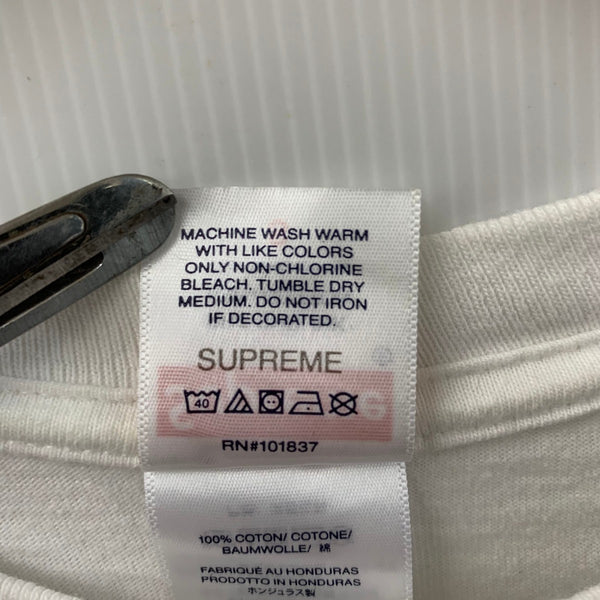 MACHINE WASH WARM
WITH LIKE COLORS
ONLY NON-CHLORINE
BLEACH. TUMBLE DRY
MEDIUM. DO NOT IRON
IF DECORATED.
SUPREME
40
RN#101837
100% COTTON/ COTONE/
BAUMWOLLE/ 綿
FABRIQUÉ AU HONDURAS
PRODOTTO IN HONDURAS
ホンジュラス製